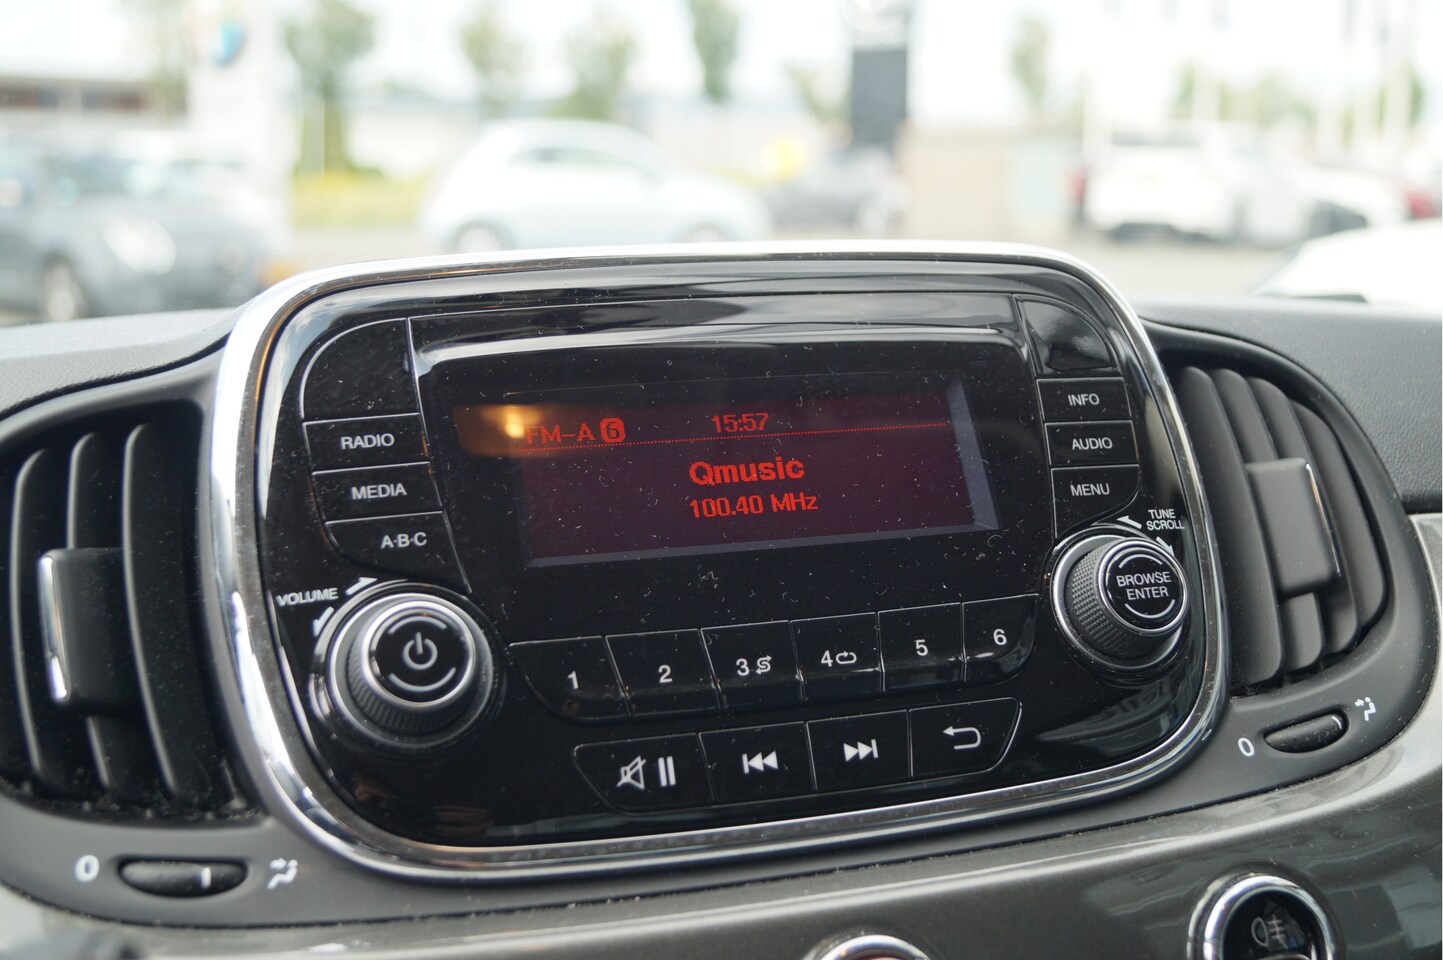 FM-A 6 15:57
Qmusic
100.40 MHz
RADIO
MEDIA
A·B·C
VOLUME
INFO
AUDIO
MENU
TUNE
SCROLL
BROWSE
ENTER
1 2 3 4 5 6
0
0